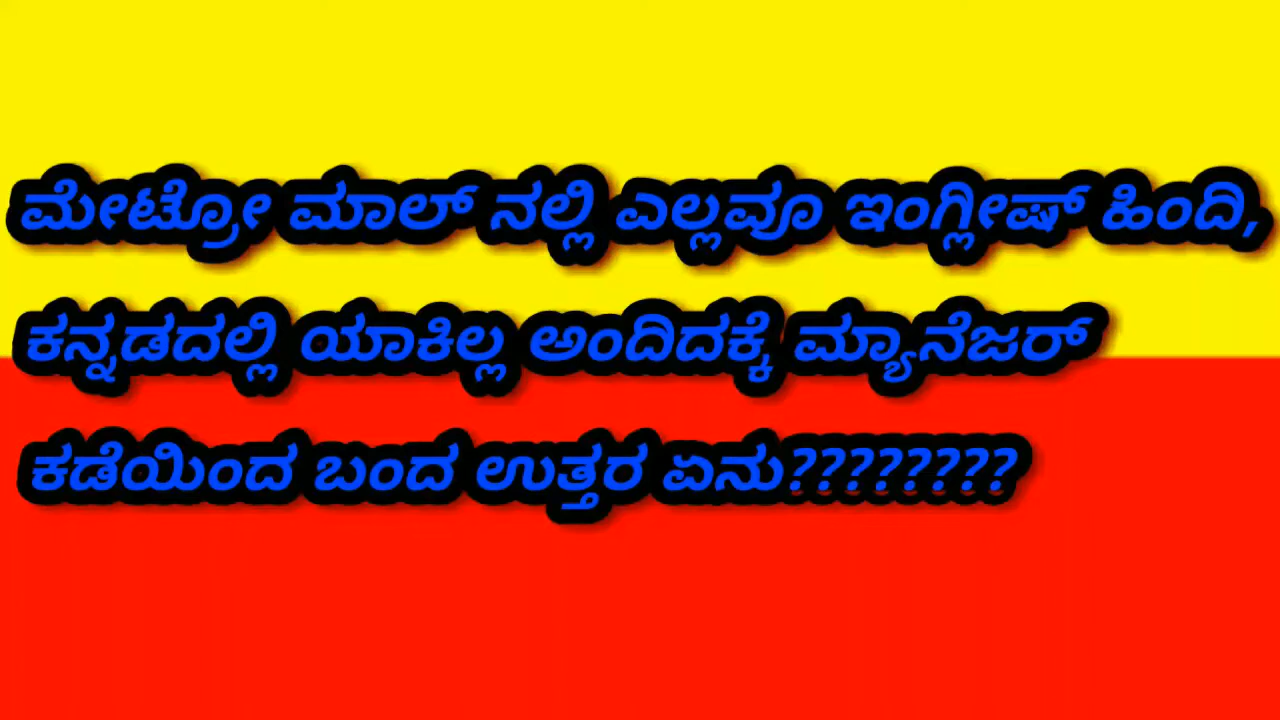 ಮೇಟ್ರೋ ಮಾಲ್ ನಲ್ಲಿ ಎಲ್ಲವೂ ಇಂಗ್ಲೀಷ್ ಹಿಂದಿ,
ಕನ್ನಡದಲ್ಲಿ ಯಾಕಿಲ್ಲ ಅಂದಿದಕ್ಕೆ ಮ್ಯಾನೆಜರ್
ಕಡೆಯಿಂದ ಬಂದ ಉತ್ತರ ಏನು????????